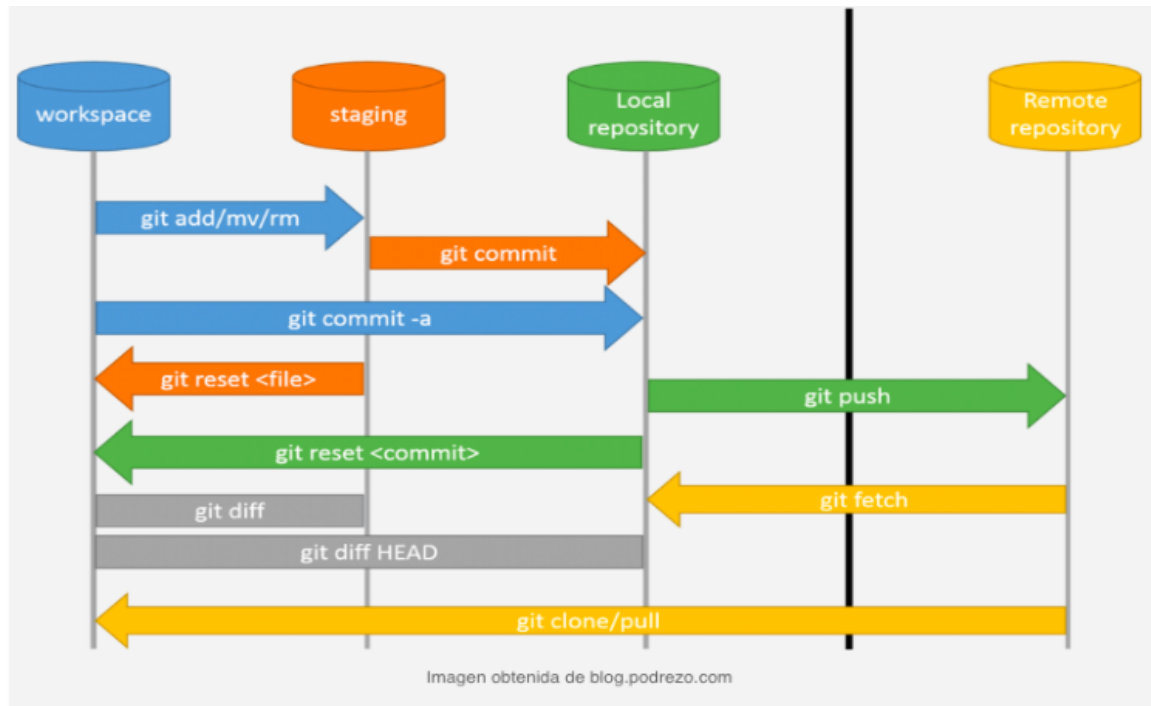 workspace
staging
Local
repository
Remote
repository
git add/mv/rm
git commit
git commit -a
git reset <file>
git push
git reset <commit>
git fetch
git diff
git diff HEAD
git clone/pull
Imagen obtenida de blog.podrezo.com